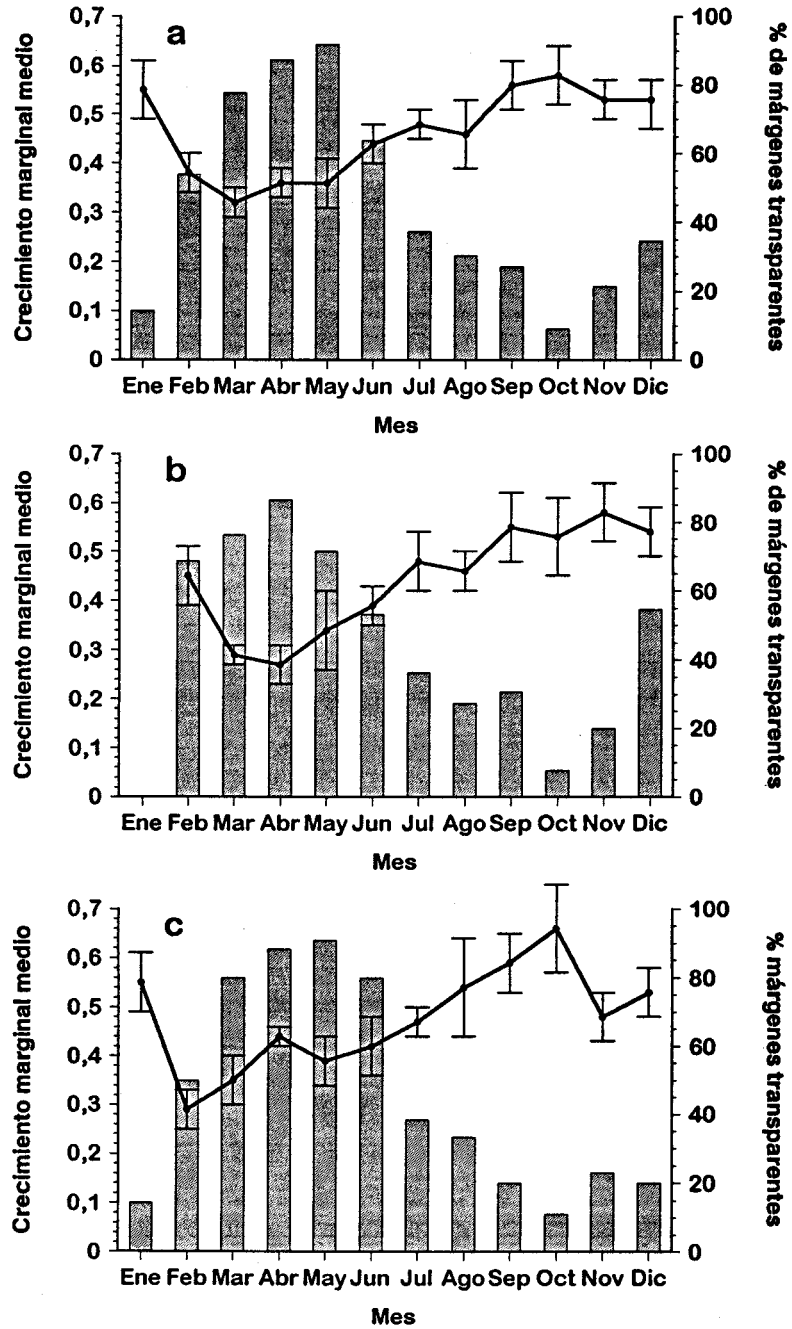 a
Crecimiento marginal medio
0,7
0,6
0,5
0,4
0,3
0,2
0,1
0
100
80
60
40
20
0
% de márgenes transparentes
Ene Feb Mar Abr May Jun Jul Ago Sep Oct Nov Dic
Mes
b
Crecimiento marginal medio
0,7
0,6
0,5
0,4
0,3
0,2
0,1
0
100
80
60
40
20
0
% de márgenes transparentes
Ene Feb Mar Abr May Jun Jul Ago Sep Oct Nov Dic
Mes
c
Crecimiento marginal medio
0,7
0,6
0,5
0,4
0,3
0,2
0,1
0
100
80
60
40
20
0
% márgenes transparentes
Ene Feb Mar Abr May Jun Jul Ago Sep Oct Nov Dic
Mes